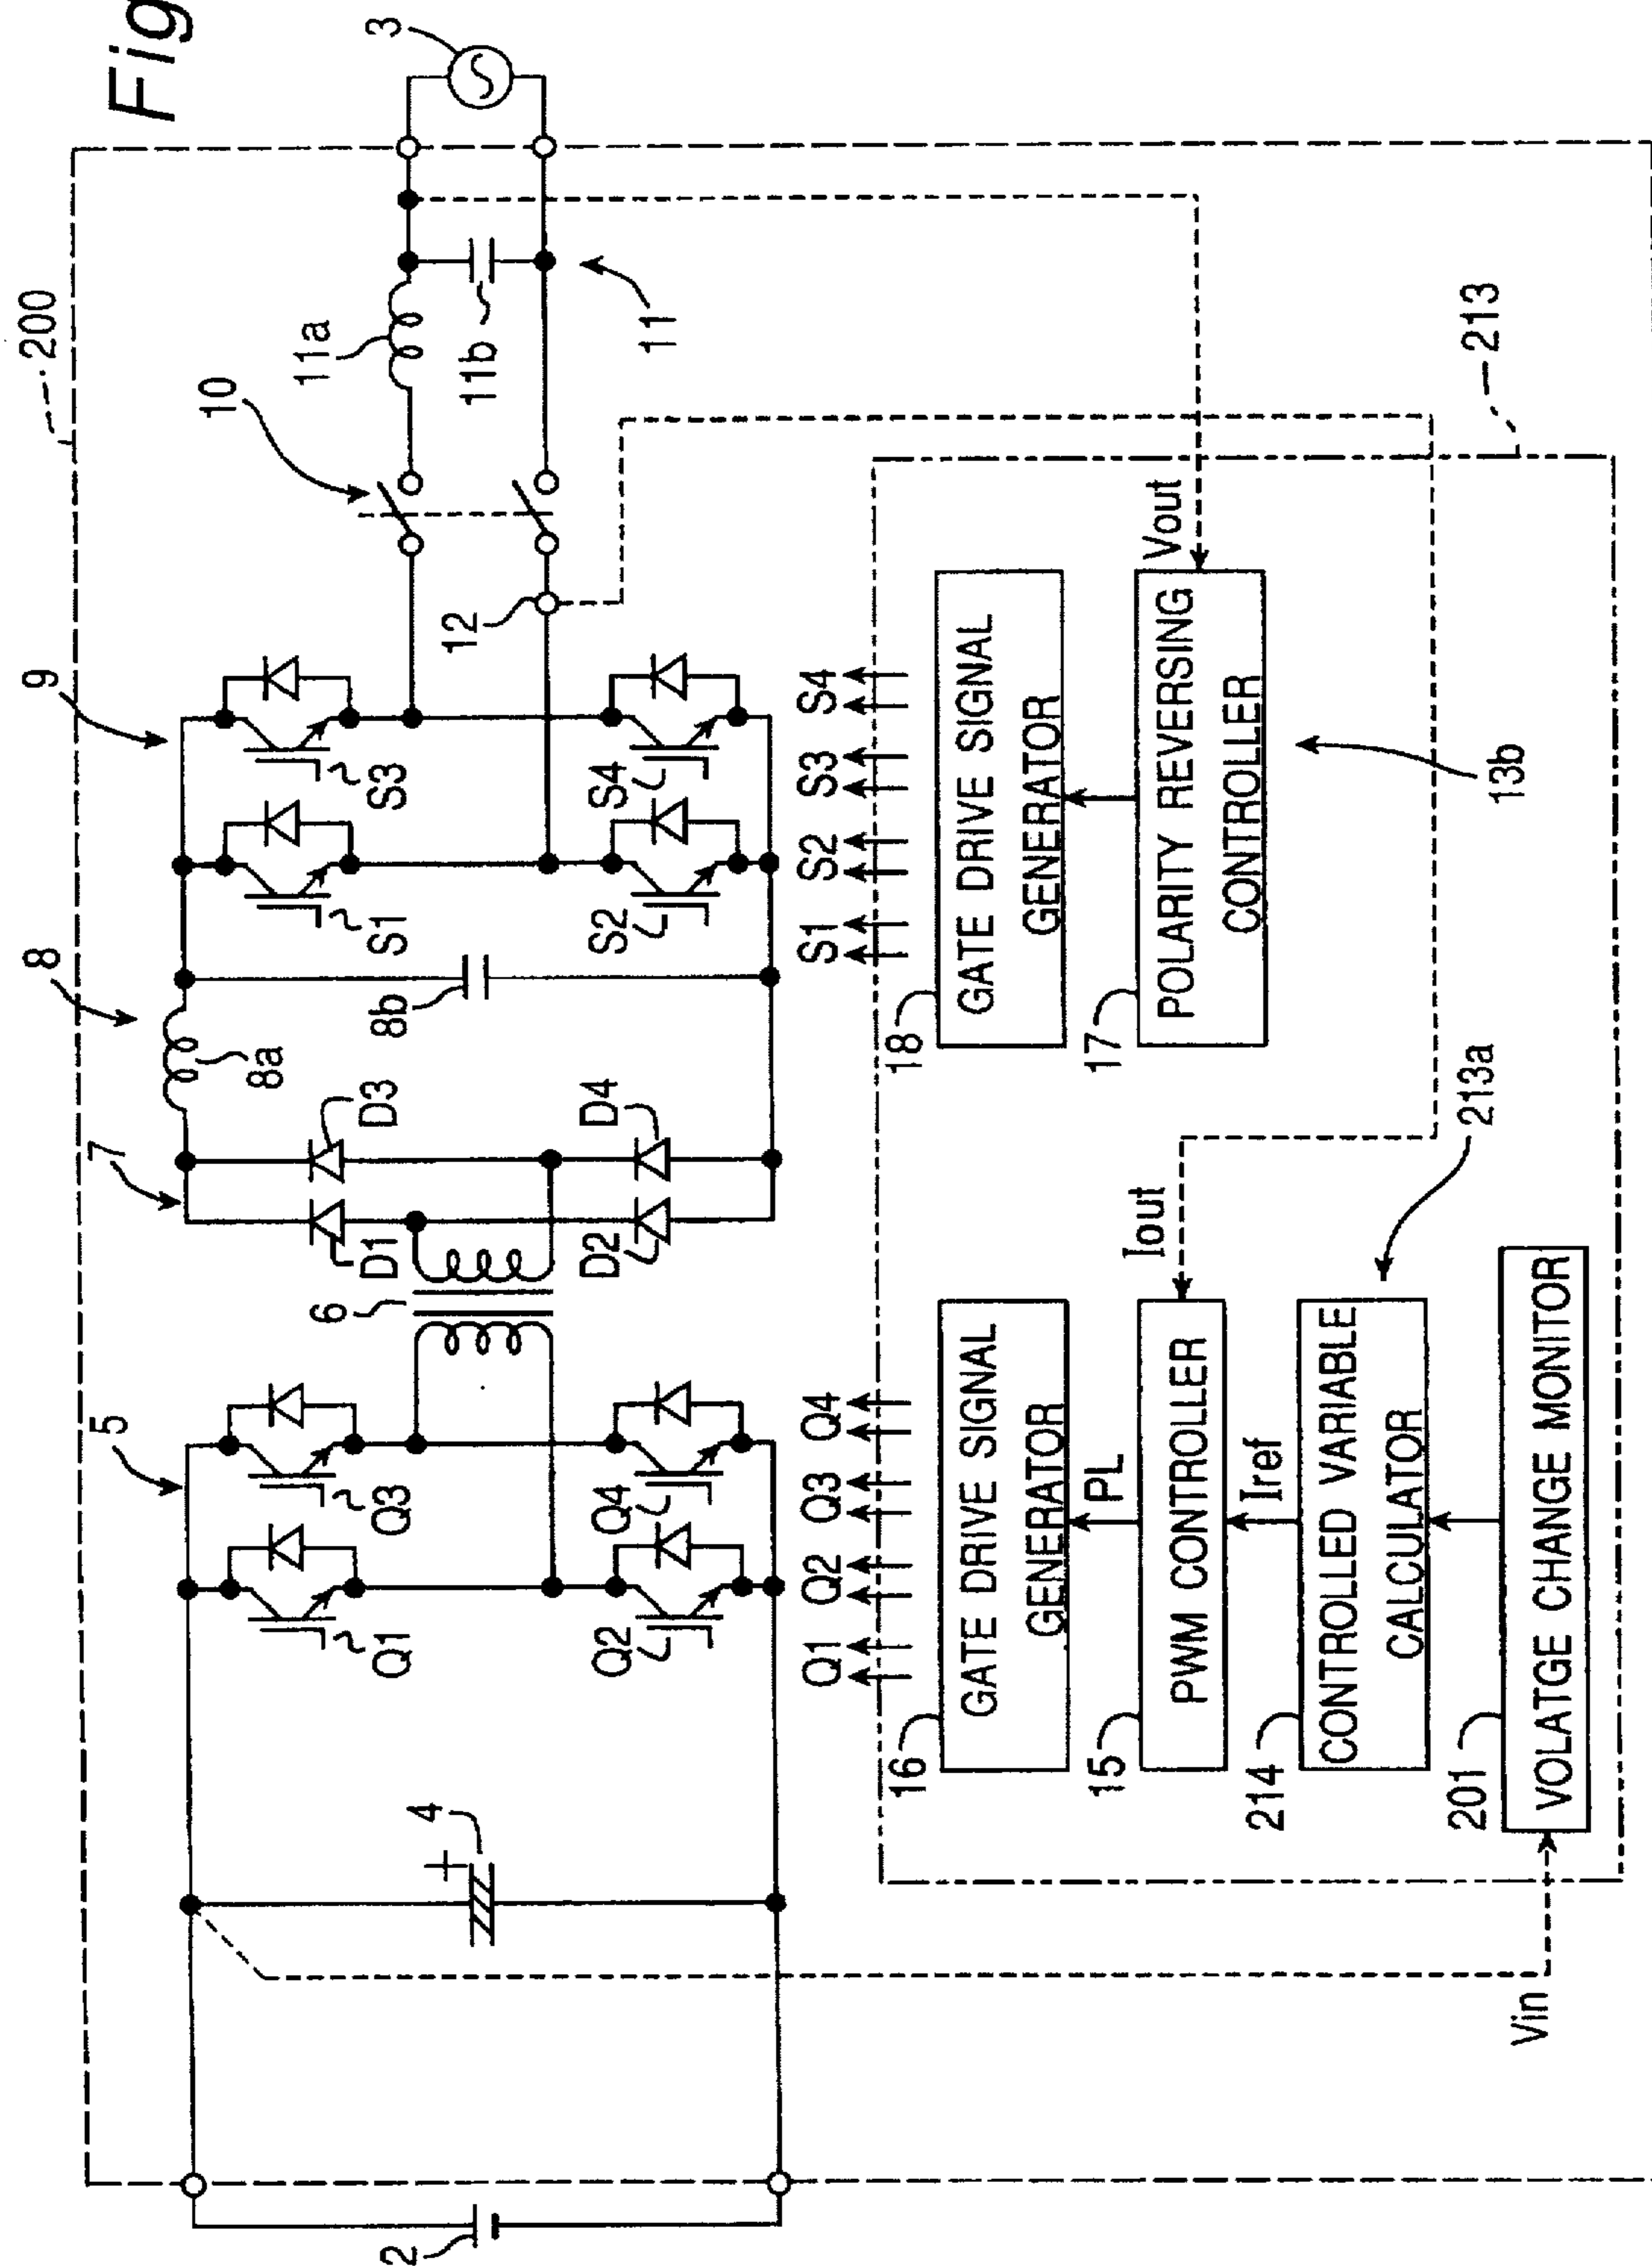 Fig
200
3
10
11a
11b
11
12
9
8
8a
8b
7
6
5
4
2
S3
S1
S4
S2
D3
D1
D4
D2
Q3
Q1
Q4
Q2
Q1 Q2 Q3 Q4
S1 S2 S3 S4
213
16
GATE DRIVE SIGNAL
GENERATOR
PL
15
PWM CONTROLLER
Iout
Iref
214
CONTROLLED VARIABLE
CALCULATOR
213a
201
VOLATGE CHANGE MONITOR
Vin
18
GATE DRIVE SIGNAL
GENERATOR
17
POLARITY REVERSING
CONTROLLER
Vout
13b